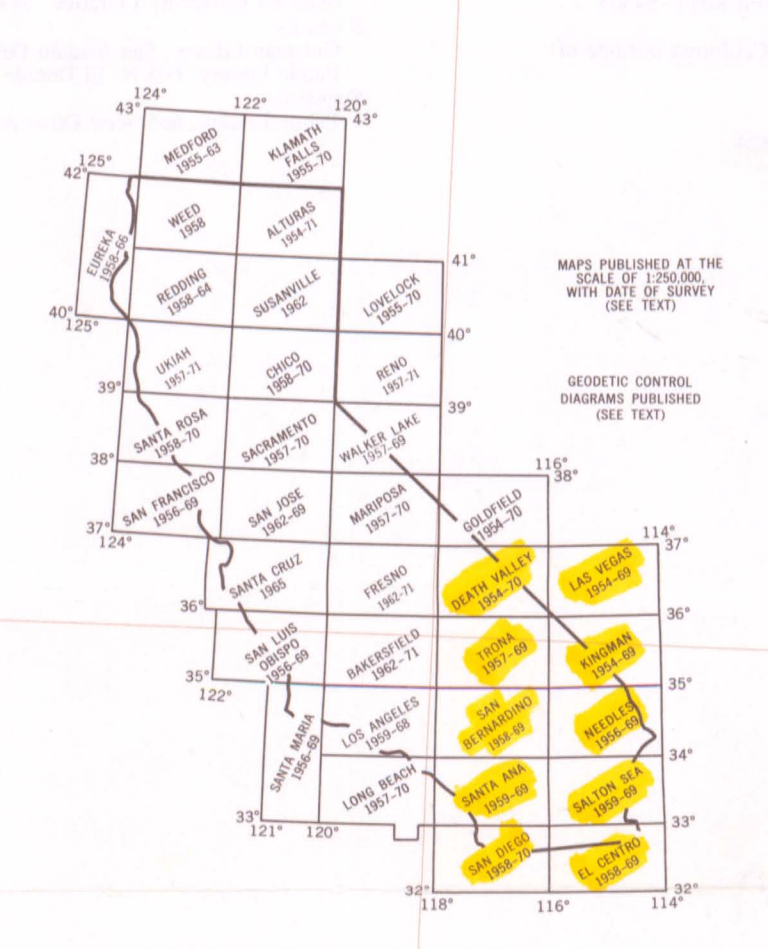 124°
43°
122°
120°
43°
MEDFORD
1955–63
KLAMATH
FALLS
1955–70
125°
42°
WEED
1958
ALTURAS
1954–71
EUREKA
1958–66
41°
REDDING
1958–64
SUSANVILLE
1962
LOVELOCK
1955–70
MAPS PUBLISHED AT THE
SCALE OF 1:250,000,
WITH DATE OF SURVEY
(SEE TEXT)
40°
125°
40°
UKIAH
1957–71
CHICO
1958–70
RENO
1957–71
GEODETIC CONTROL
DIAGRAMS PUBLISHED
(SEE TEXT)
39°
39°
SANTA ROSA
1958–70
SACRAMENTO
1957–70
WALKER LAKE
1957–69
38°
116°
38°
SAN FRANCISCO
1956–69
SAN JOSE
1962–69
MARIPOSA
1957–70
GOLDFIELD
1954–70
37°
124°
114°
37°
SANTA CRUZ
1965
FRESNO
1962–71
DEATH VALLEY
1954–70
LAS VEGAS
1954–69
36°
36°
SAN LUIS
OBISPO
1956–69
BAKERSFIELD
1962–71
TRONA
1957–69
KINGMAN
1954–69
35°
122°
35°
SANTA MARIA
1956–69
LOS ANGELES
1959–68
SAN
BERNARDINO
1958–69
NEEDLES
1956–69
34°
LONG BEACH
1957–70
SANTA ANA
1959–69
SALTON SEA
1959–69
33°
121°
120°
33°
SAN DIEGO
1958–70
EL CENTRO
1958–69
32°
32°
118°
116°
114°